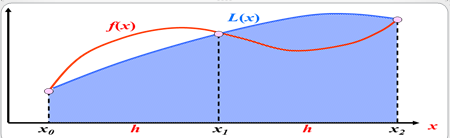 f(x) L(x)
x₀ h x₁ h x₂ x